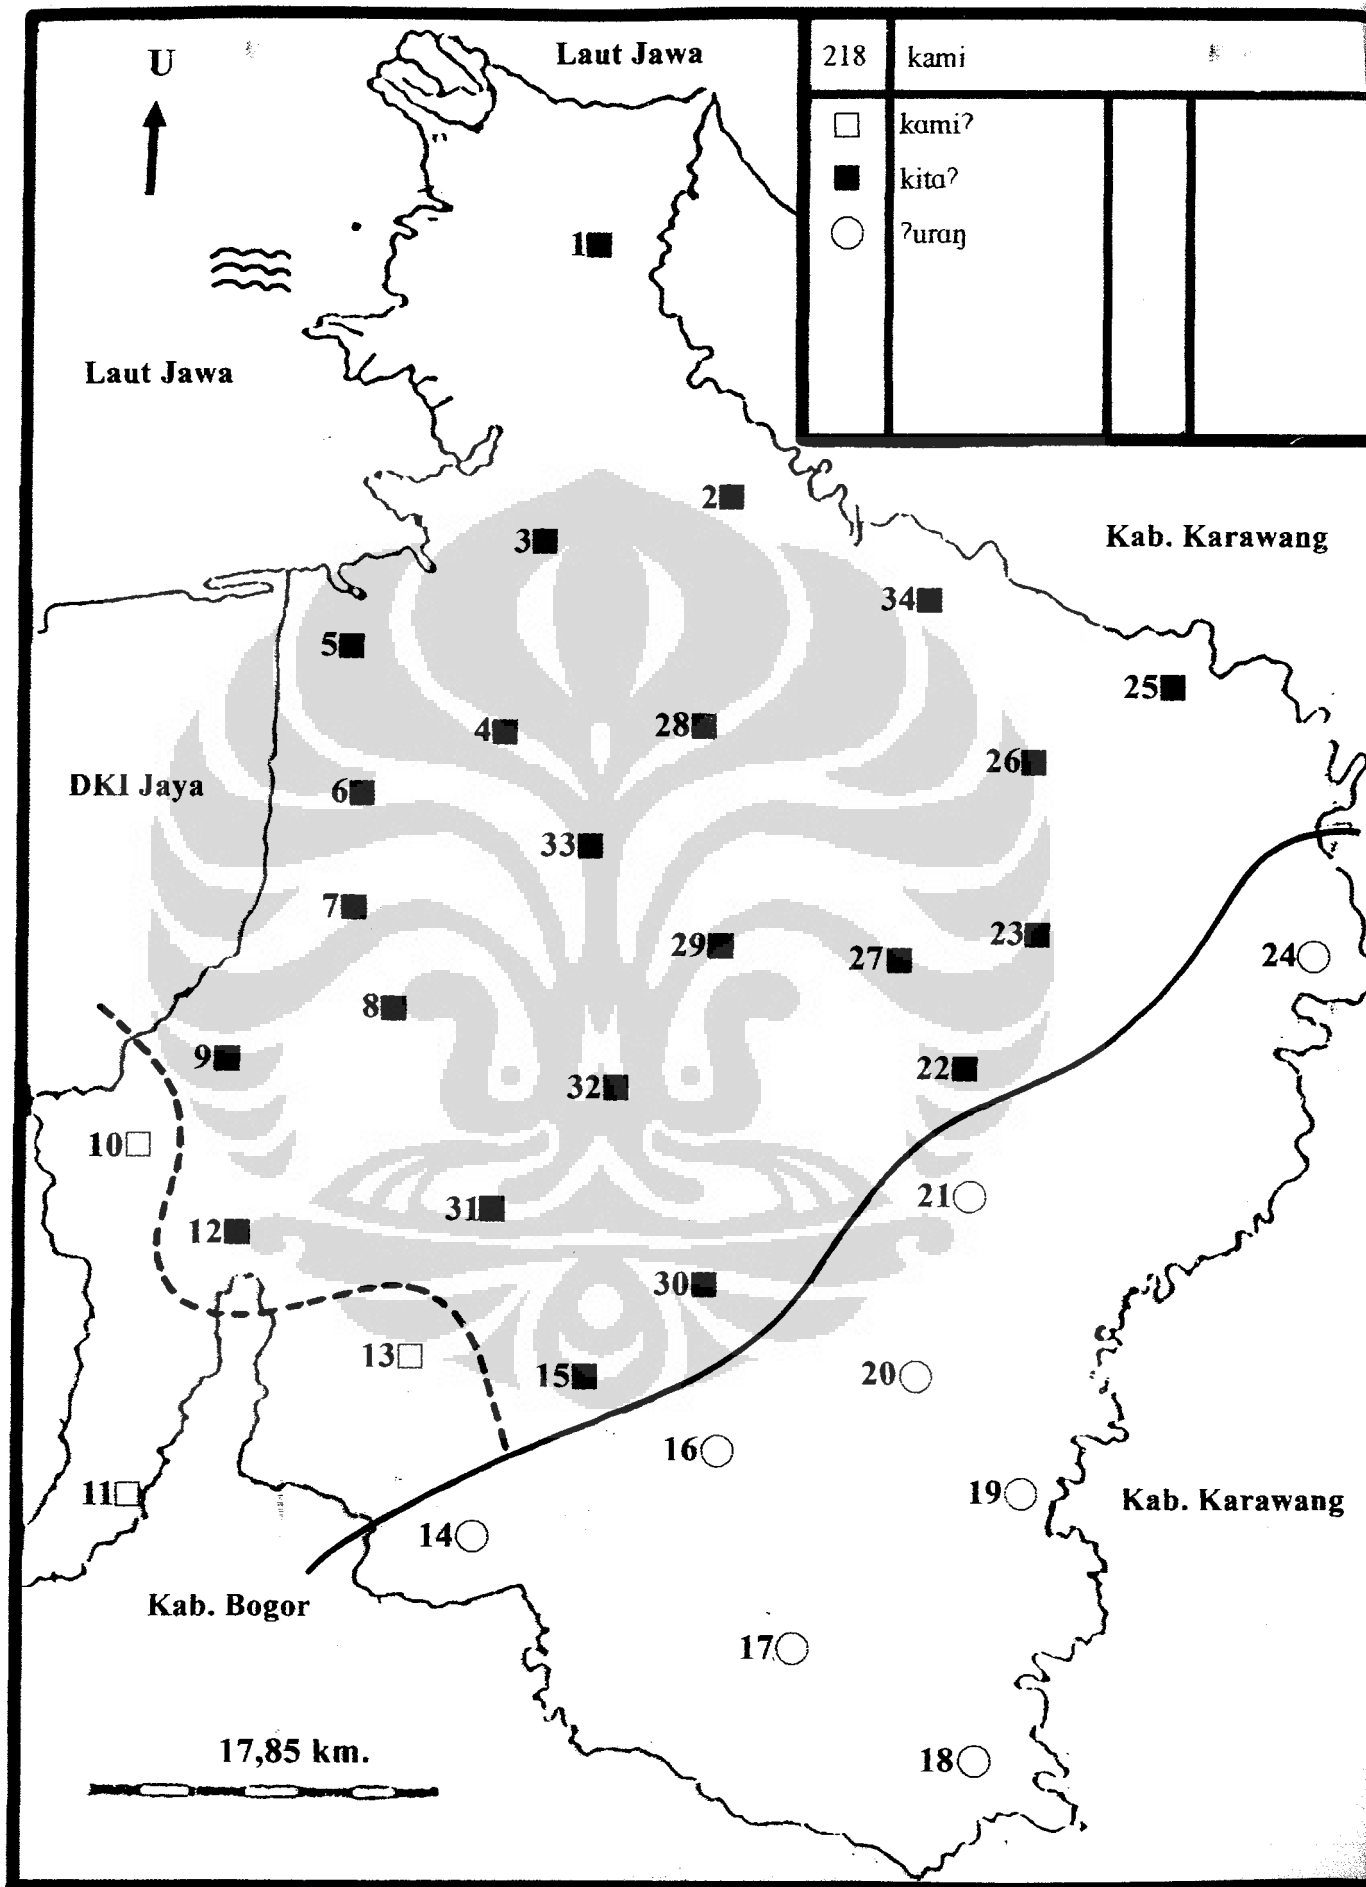 U
Laut Jawa
218 kami
□ kami?
■ kita?
○ ?uraŋ
1
Laut Jawa
2
3
Kab. Karawang
34
5
25
4
28
26
DKI Jaya
6
33
7
29
27
23
24
8
9
32
22
10
12
31
21
30
13
15
20
16
11
19
Kab. Karawang
14
Kab. Bogor
17
17,85 km.
18